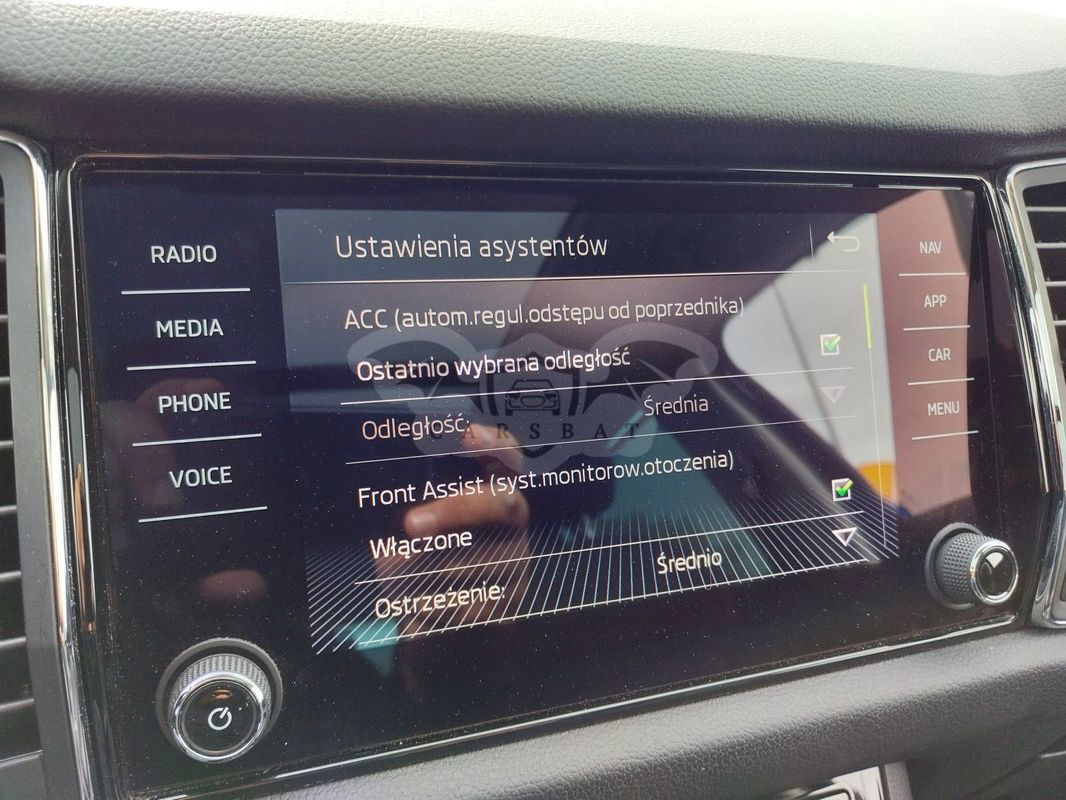 RADIO
MEDIA
PHONE
VOICE
Ustawienia asystentów
ACC (autom.regul.odstępu od poprzednika)
Ostatnio wybrana odległość
Odległość: Średnia
Front Assist (syst.monitorow.otoczenia)
Włączone
Ostrzeżenie: Średnio
NAV
APP
CAR
MENU
CARSBAT